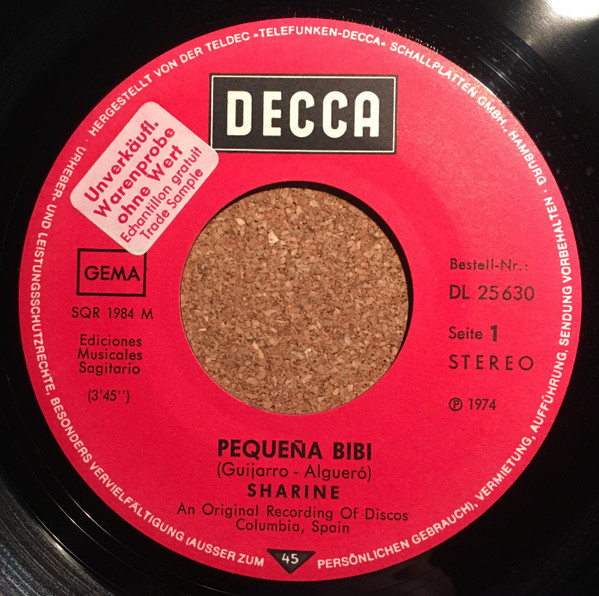 HERGESTELLT VON DER TELDEC »TELEFUNKEN-DECCA« SCHALLPLATTEN GMBH, HAMBURG ·
URHEBER- UND LEISTUNGSSCHUTZRECHTE, BESONDERS VERVIELFÄLTIGUNG (AUSSER ZUM PERSÖNLICHEN GEBRAUCH), VERMIETUNG, AUFFÜHRUNG, SENDUNG VORBEHALTEN ·
DECCA
Unverkäufl.
Warenprobe
ohne Wert
Echantillon gratuit
Trade Sample
GEMA
SQR 1984 M
Ediciones
Musicales
Sagitario
(3'45'')
Bestell-Nr.:
DL 25 630
Seite 1
STEREO
℗ 1974
PEQUEÑA BIBI
(Guijarro - Algueró)
SHARINE
An Original Recording Of Discos
Columbia, Spain
45